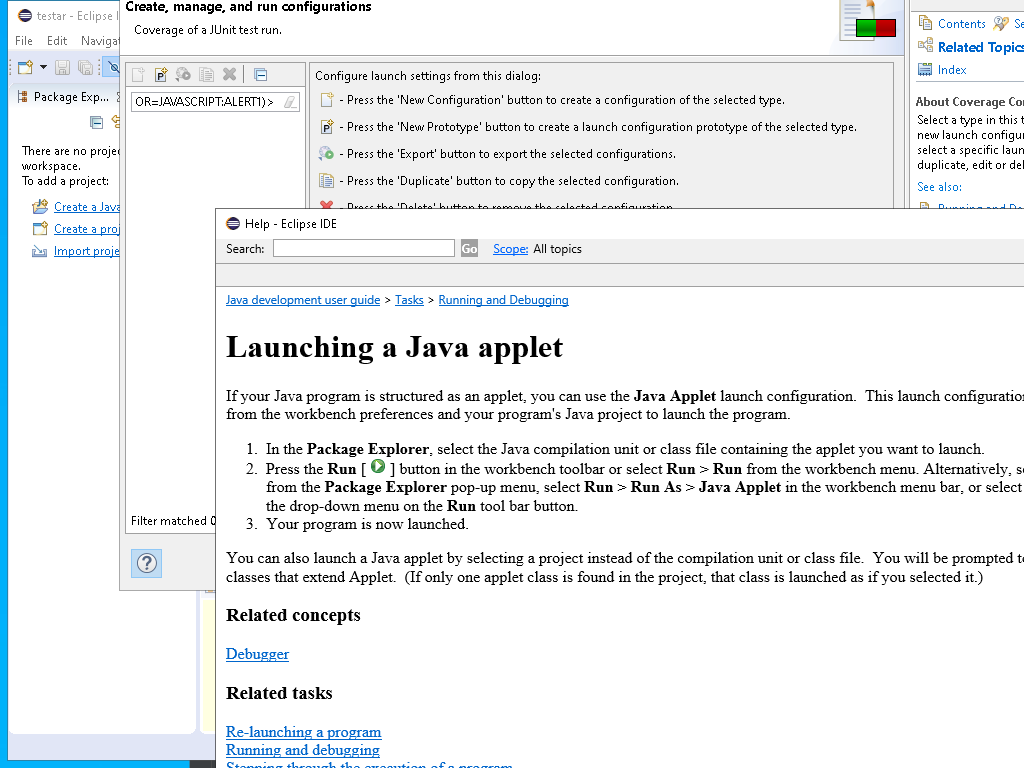 testar - Eclipse I
File Edit Navigat
Package Exp...
There are no projec
workspace.
To add a project:
Create a Java
Create a proj
Import proje
Create, manage, and run configurations
Coverage of a JUnit test run.
OR=JAVASCRIPT:ALERT1)>
Filter matched 0
Configure launch settings from this dialog:
- Press the 'New Configuration' button to create a configuration of the selected type.
- Press the 'New Prototype' button to create a launch configuration prototype of the selected type.
- Press the 'Export' button to export the selected configurations.
- Press the 'Duplicate' button to copy the selected configuration.
- Press the 'Delete' button to remove the selected configuration.
Contents Se
Related Topics
Index
About Coverage Co
Select a type in this t
new launch configur
select a specific laun
duplicate, edit or del
See also:
Running and De
Help - Eclipse IDE
Search: Go Scope: All topics
Java development user guide > Tasks > Running and Debugging
Launching a Java applet
If your Java program is structured as an applet, you can use the Java Applet launch configuration. This launch configuratio
from the workbench preferences and your program's Java project to launch the program.
1. In the Package Explorer, select the Java compilation unit or class file containing the applet you want to launch.
2. Press the Run [ ] button in the workbench toolbar or select Run > Run from the workbench menu. Alternatively, se
from the Package Explorer pop-up menu, select Run > Run As > Java Applet in the workbench menu bar, or select
the drop-down menu on the Run tool bar button.
3. Your program is now launched.
You can also launch a Java applet by selecting a project instead of the compilation unit or class file. You will be prompted to
classes that extend Applet. (If only one applet class is found in the project, that class is launched as if you selected it.)
Related concepts
Debugger
Related tasks
Re-launching a program
Running and debugging
Stepping through the execution of a program